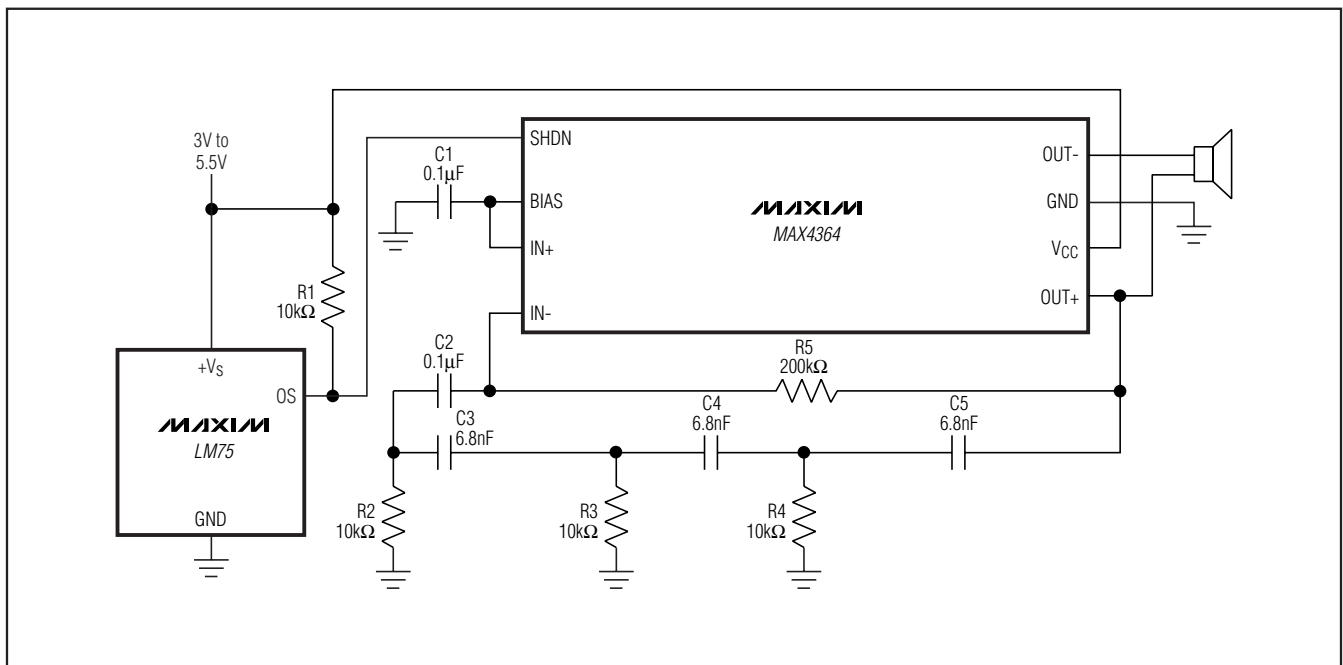 3V to
5.5V
R1
10kΩ
+VS
OS
MAXIM
LM75
GND
C1
0.1μF
SHDN
BIAS
IN+
IN-
MAXIM
MAX4364
OUT-
GND
VCC
OUT+
C2
0.1μF
C3
6.8nF
R5
200kΩ
C4
6.8nF
C5
6.8nF
R2
10kΩ
R3
10kΩ
R4
10kΩ